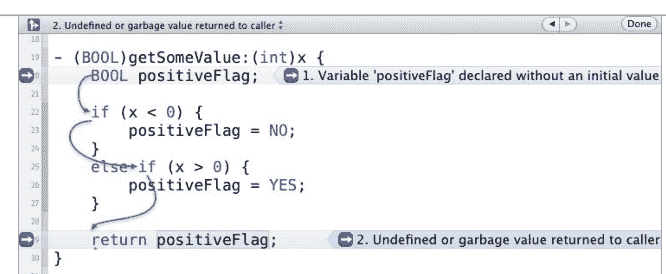 2. Undefined or garbage value returned to caller
Done
18
19 - (BOOL)getSomeValue:(int)x {
BOOL positiveFlag; 1. Variable 'positiveFlag' declared without an initial value
21
22 if (x < 0) {
23 positiveFlag = NO;
24 }
25 else if (x > 0) {
26 positiveFlag = YES;
27 }
28
return positiveFlag; 2. Undefined or garbage value returned to caller
30 }